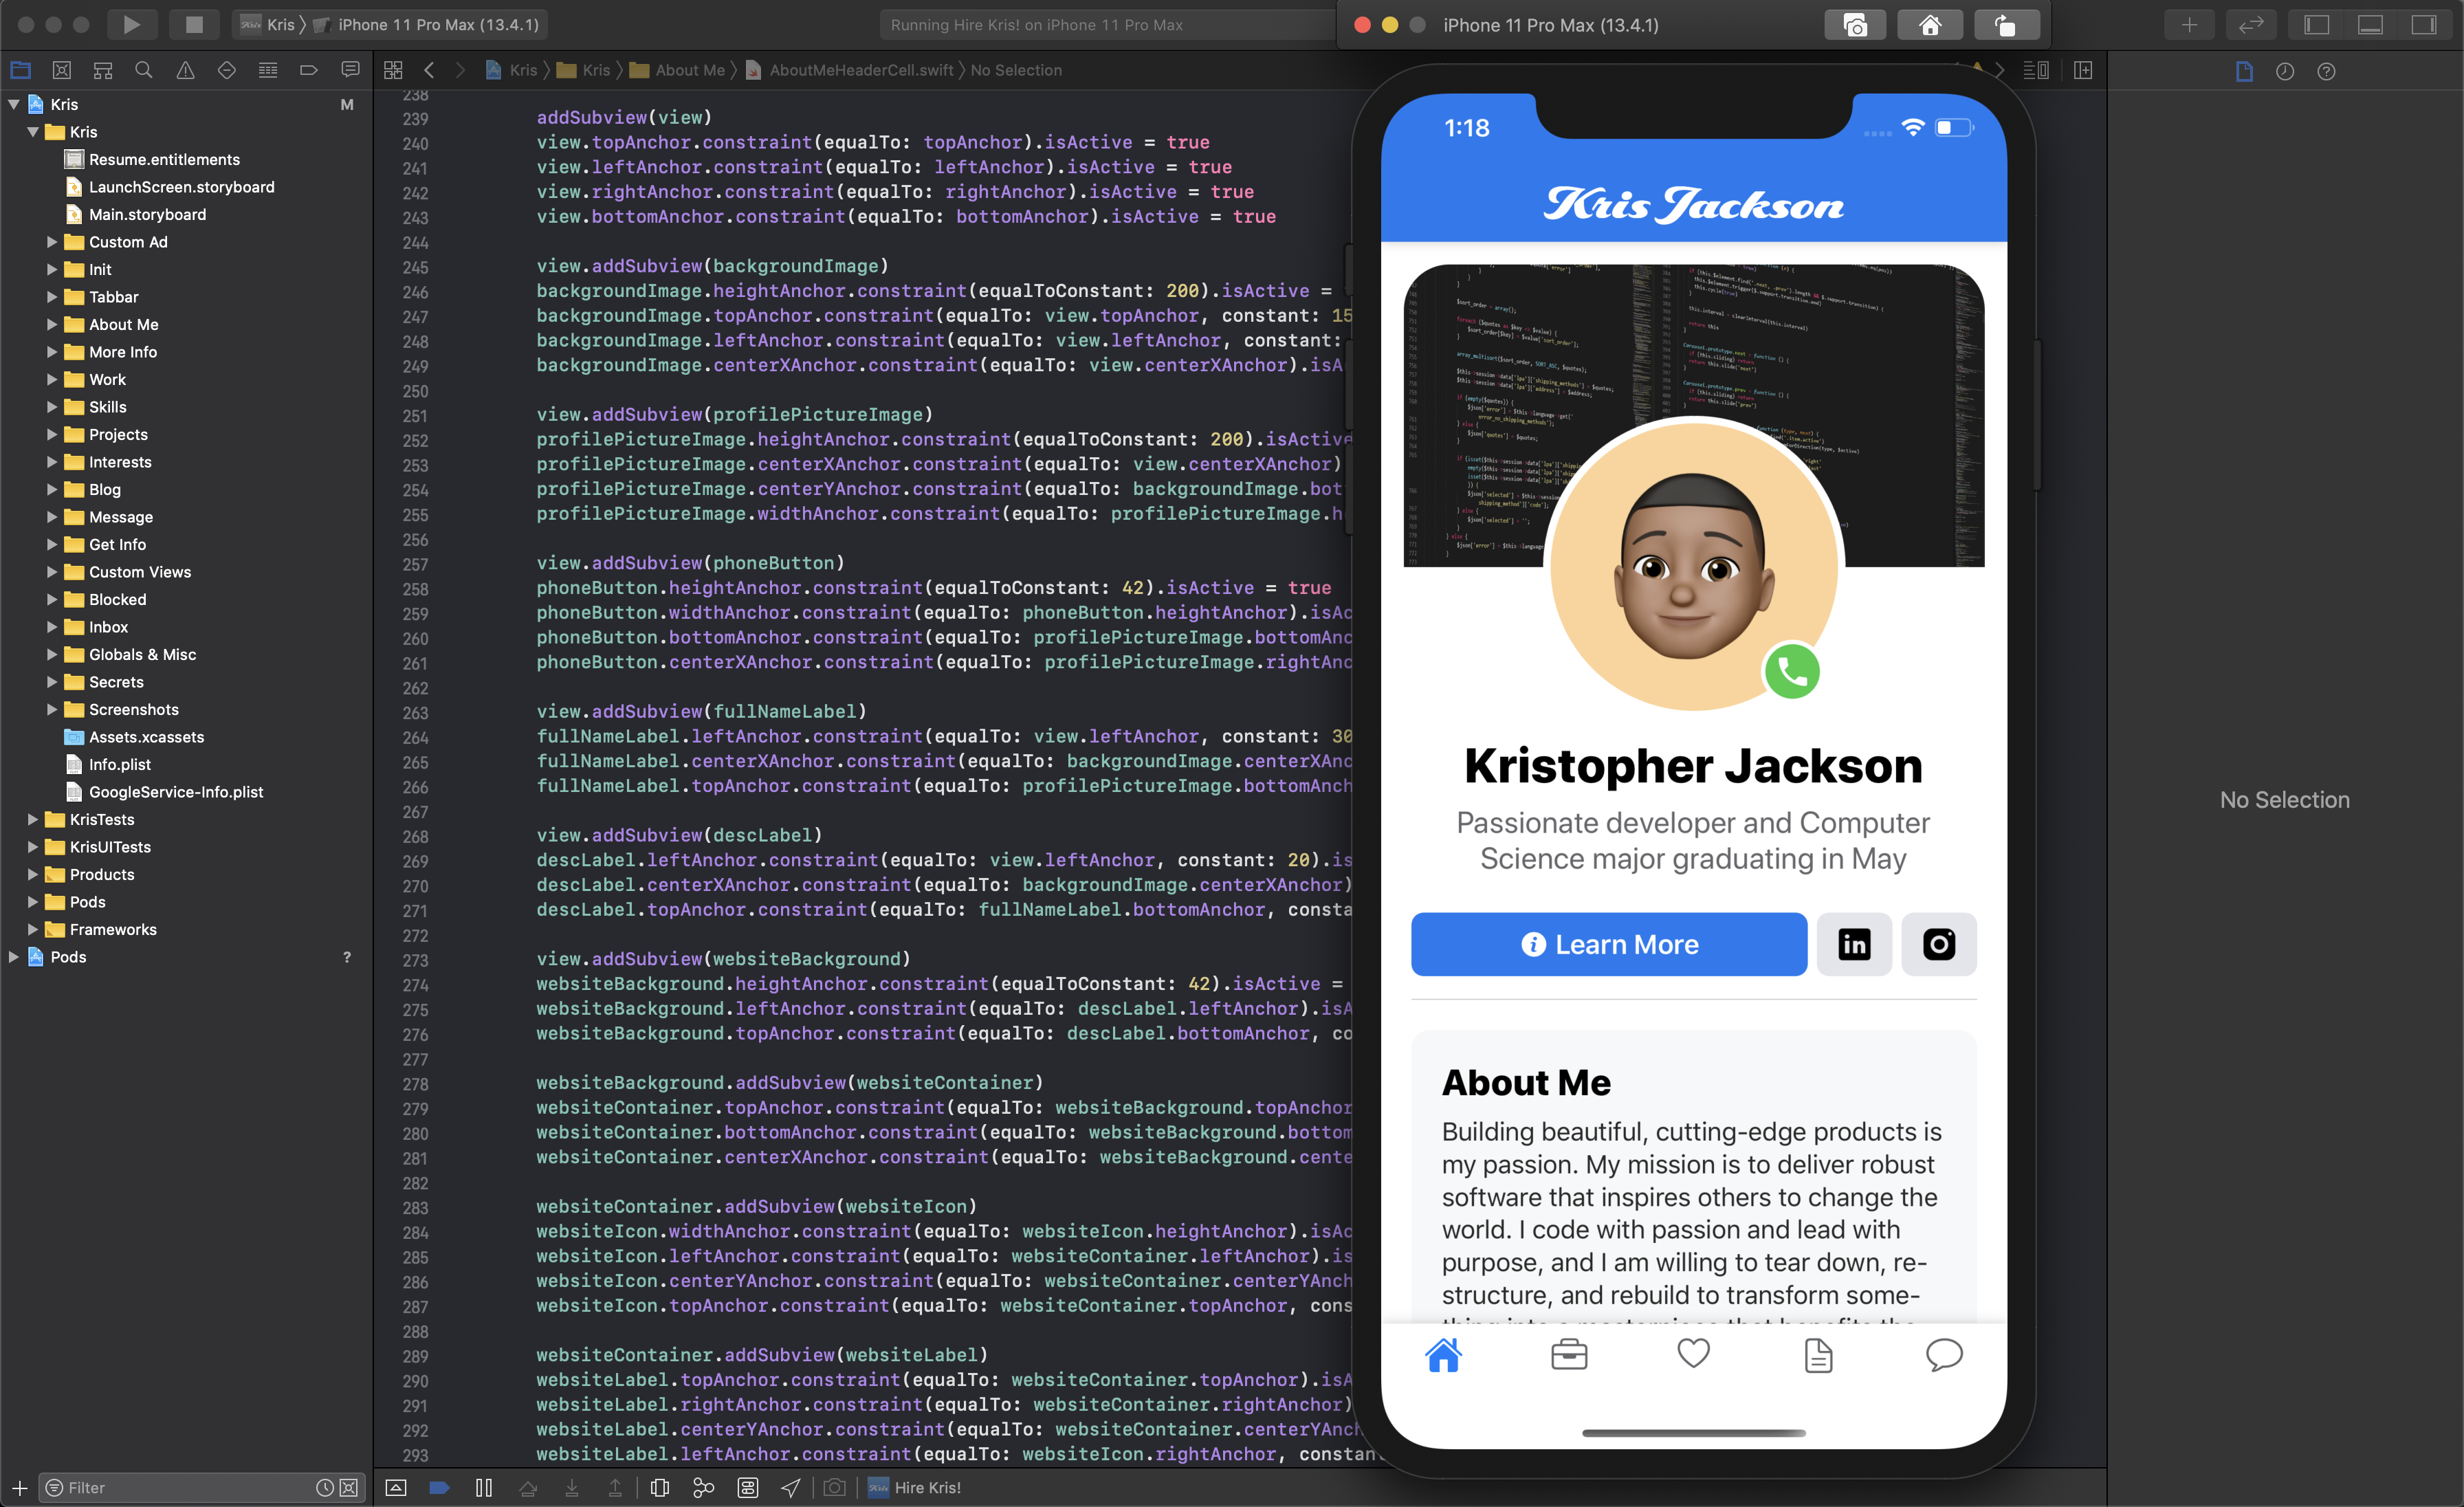 Kris
iPhone 11 Pro Max (13.4.1)
Running Hire Kris! on iPhone 11 Pro Max
iPhone 11 Pro Max (13.4.1)
Kris
Kris
About Me
AboutMeHeaderCell.swift
No Selection
Kris
M
Kris
Resume.entitlements
LaunchScreen.storyboard
Main.storyboard
Custom Ad
Init
Tabbar
About Me
More Info
Work
Skills
Projects
Interests
Blog
Message
Get Info
Custom Views
Blocked
Inbox
Globals & Misc
Secrets
Screenshots
Assets.xcassets
Info.plist
GoogleService-Info.plist
KrisTests
KrisUITests
Products
Pods
Frameworks
Pods
?
Filter
238
239 addSubview(view)
240 view.topAnchor.constraint(equalTo: topAnchor).isActive = true
241 view.leftAnchor.constraint(equalTo: leftAnchor).isActive = true
242 view.rightAnchor.constraint(equalTo: rightAnchor).isActive = true
243 view.bottomAnchor.constraint(equalTo: bottomAnchor).isActive = true
244
245 view.addSubview(backgroundImage)
246 backgroundImage.heightAnchor.constraint(equalToConstant: 200).isActive =
247 backgroundImage.topAnchor.constraint(equalTo: view.topAnchor, constant: 15
248 backgroundImage.leftAnchor.constraint(equalTo: view.leftAnchor, constant:
249 backgroundImage.centerXAnchor.constraint(equalTo: view.centerXAnchor).isA
250
251 view.addSubview(profilePictureImage)
252 profilePictureImage.heightAnchor.constraint(equalToConstant: 200).isActive
253 profilePictureImage.centerXAnchor.constraint(equalTo: view.centerXAnchor)
254 profilePictureImage.centerYAnchor.constraint(equalTo: backgroundImage.bot
255 profilePictureImage.widthAnchor.constraint(equalTo: profilePictureImage.h
256
257 view.addSubview(phoneButton)
258 phoneButton.heightAnchor.constraint(equalToConstant: 42).isActive = true
259 phoneButton.widthAnchor.constraint(equalTo: phoneButton.heightAnchor).isAc
260 phoneButton.bottomAnchor.constraint(equalTo: profilePictureImage.bottomAnc
261 phoneButton.centerXAnchor.constraint(equalTo: profilePictureImage.rightAnc
262
263 view.addSubview(fullNameLabel)
264 fullNameLabel.leftAnchor.constraint(equalTo: view.leftAnchor, constant: 30
265 fullNameLabel.centerXAnchor.constraint(equalTo: backgroundImage.centerXAnc
266 fullNameLabel.topAnchor.constraint(equalTo: profilePictureImage.bottomAnch
267
268 view.addSubview(descLabel)
269 descLabel.leftAnchor.constraint(equalTo: view.leftAnchor, constant: 20).is
270 descLabel.centerXAnchor.constraint(equalTo: backgroundImage.centerXAnchor)
271 descLabel.topAnchor.constraint(equalTo: fullNameLabel.bottomAnchor, consta
272
273 view.addSubview(websiteBackground)
274 websiteBackground.heightAnchor.constraint(equalToConstant: 42).isActive =
275 websiteBackground.leftAnchor.constraint(equalTo: descLabel.leftAnchor).isA
276 websiteBackground.topAnchor.constraint(equalTo: descLabel.bottomAnchor, co
277
278 websiteBackground.addSubview(websiteContainer)
279 websiteContainer.topAnchor.constraint(equalTo: websiteBackground.topAnchor
280 websiteContainer.bottomAnchor.constraint(equalTo: websiteBackground.bottom
281 websiteContainer.centerXAnchor.constraint(equalTo: websiteBackground.cente
282
283 websiteContainer.addSubview(websiteIcon)
284 websiteIcon.widthAnchor.constraint(equalTo: websiteIcon.heightAnchor).isAc
285 websiteIcon.leftAnchor.constraint(equalTo: websiteContainer.leftAnchor).is
286 websiteIcon.centerYAnchor.constraint(equalTo: websiteContainer.centerYAnch
287 websiteIcon.topAnchor.constraint(equalTo: websiteContainer.topAnchor, cons
288
289 websiteContainer.addSubview(websiteLabel)
290 websiteLabel.topAnchor.constraint(equalTo: websiteContainer.topAnchor).isA
291 websiteLabel.rightAnchor.constraint(equalTo: websiteContainer.rightAnchor)
292 websiteLabel.centerYAnchor.constraint(equalTo: websiteContainer.centerYAnch
293 websiteLabel.leftAnchor.constraint(equalTo: websiteIcon.rightAnchor, constan
Hire Kris!
1:18
Kris Jackson
Kristopher Jackson
Passionate developer and Computer
Science major graduating in May
Learn More
in
About Me
Building beautiful, cutting-edge products is
my passion. My mission is to deliver robust
software that inspires others to change the
world. I code with passion and lead with
purpose, and I am willing to tear down, re-
structure, and rebuild to transform some-
thing into a masterpiece that benefits the
No Selection